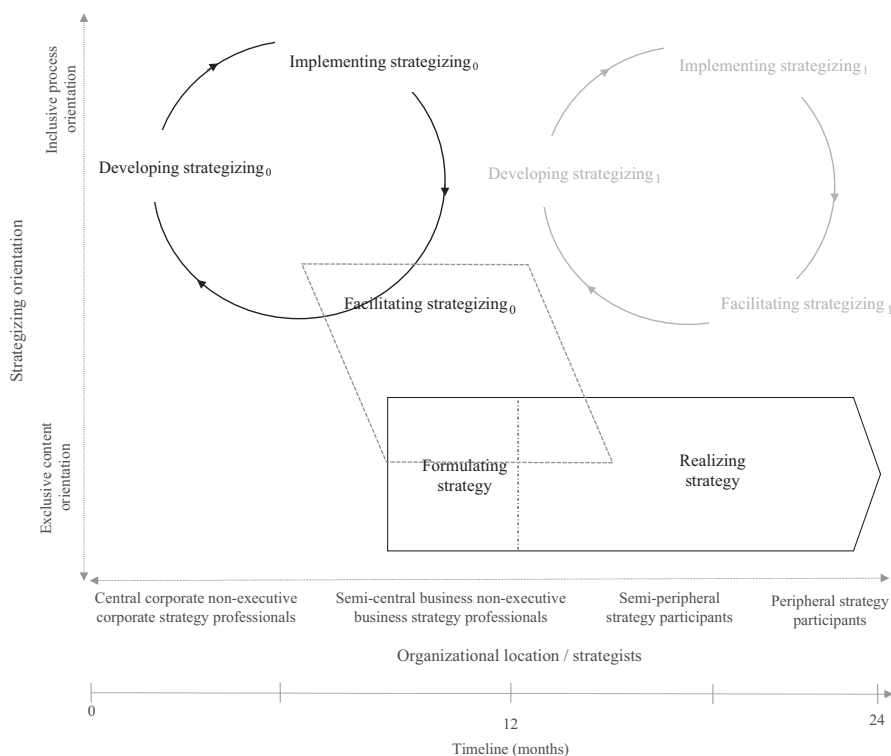 Inclusive process
orientation
Strategizing orientation
Exclusive content
orientation
Implementing strategizing0
Developing strategizing0
Facilitating strategizing0
Implementing strategizing1
Developing strategizing1
Facilitating strategizing1
Formulating
strategy
Realizing
strategy
Central corporate non-executive
corporate strategy professionals
Semi-central business non-executive
business strategy professionals
Semi-peripheral
strategy participants
Peripheral strategy
participants
Organizational location / strategists
0
12
24
Timeline (months)